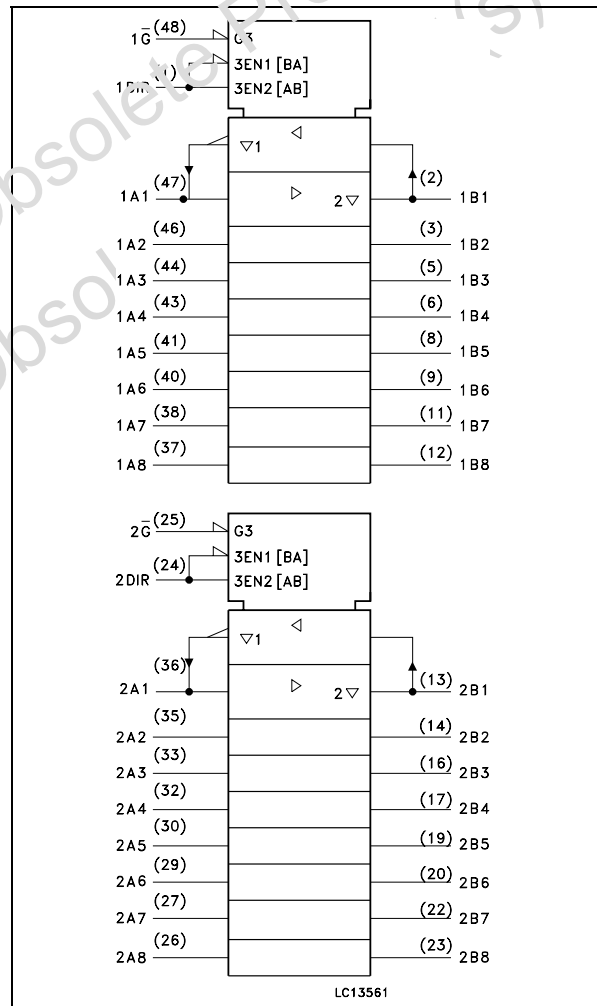 1G̅ (48) G3
3EN1 [BA]
1DIR (1) 3EN2 [AB]
▽1 ◁
1A1 (47) ▷ 2▽ (2) 1B1
1A2 (46) (3) 1B2
1A3 (44) (5) 1B3
1A4 (43) (6) 1B4
1A5 (41) (8) 1B5
1A6 (40) (9) 1B6
1A7 (38) (11) 1B7
1A8 (37) (12) 1B8
2G̅ (25) G3
3EN1 [BA]
2DIR (24) 3EN2 [AB]
▽1 ◁
2A1 (36) ▷ 2▽ (13) 2B1
2A2 (35) (14) 2B2
2A3 (33) (16) 2B3
2A4 (32) (17) 2B4
2A5 (30) (19) 2B5
2A6 (29) (20) 2B6
2A7 (27) (22) 2B7
2A8 (26) (23) 2B8
LC13561